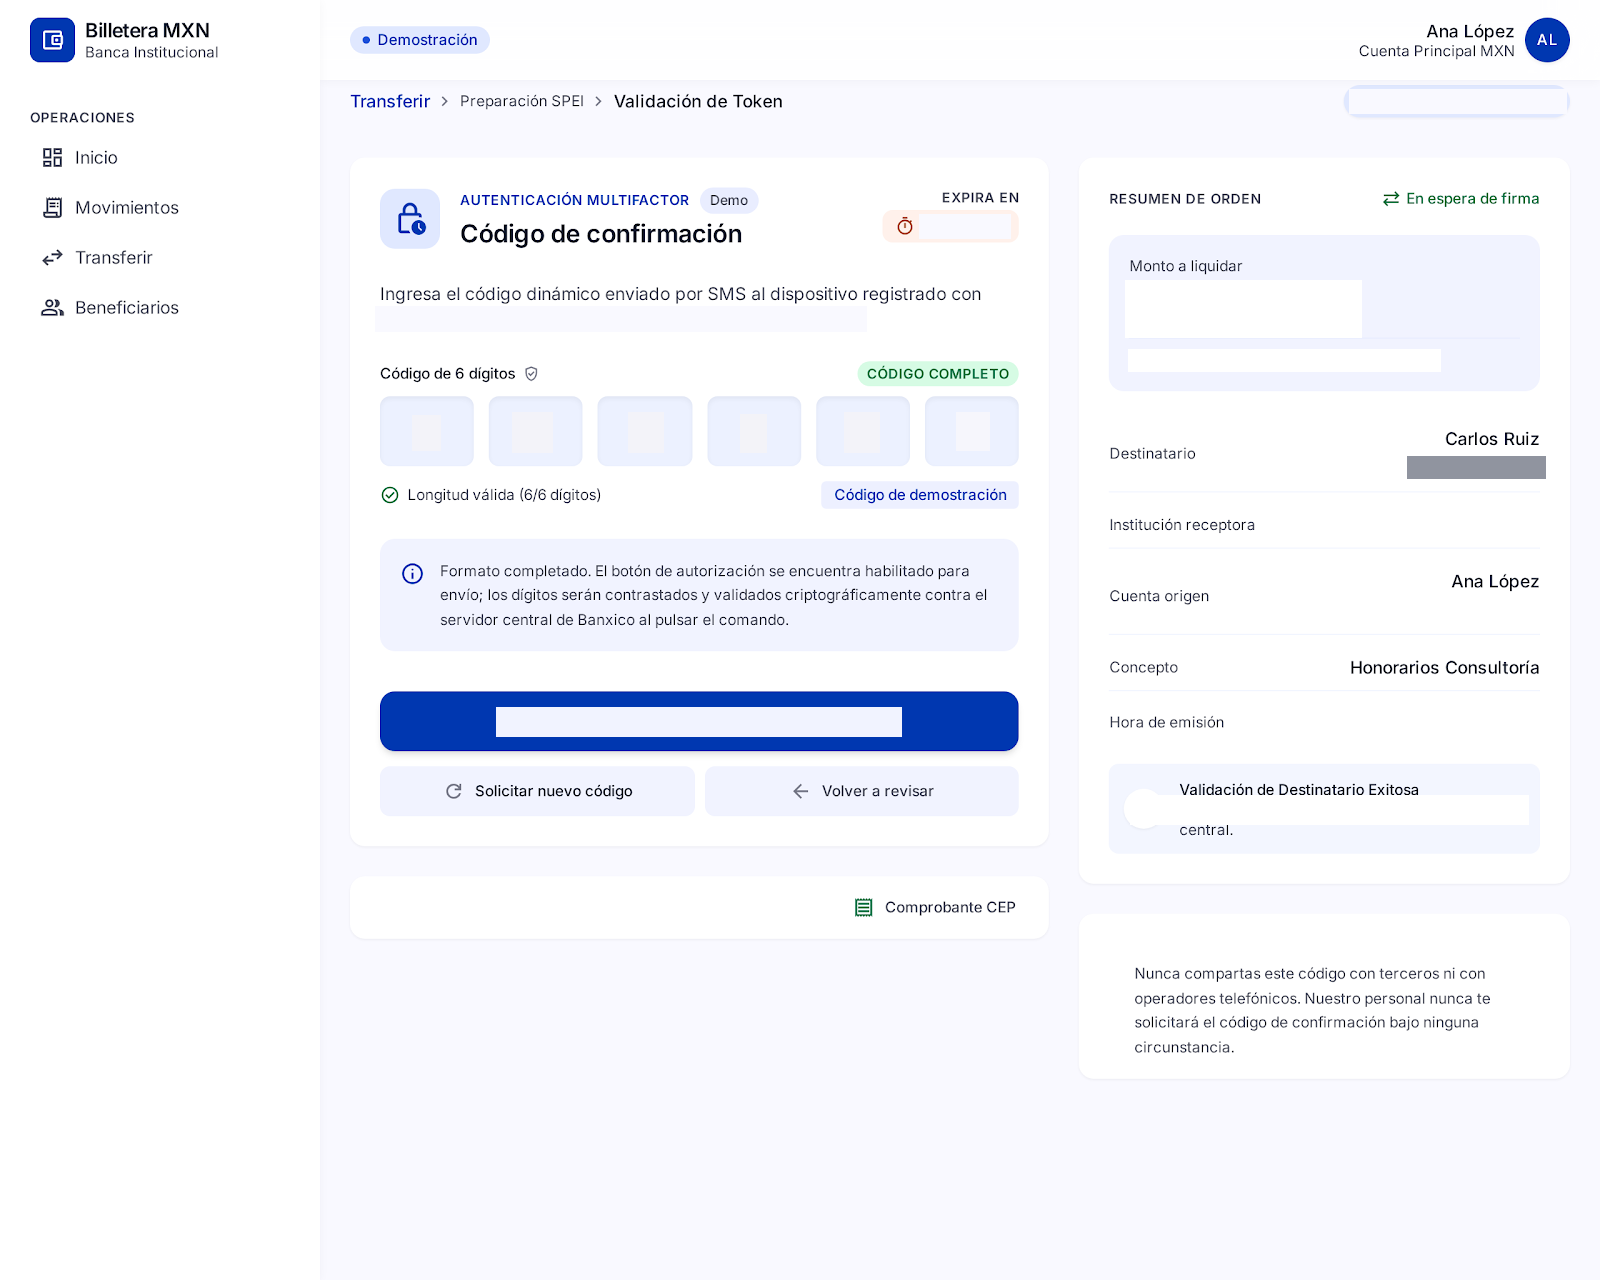 Billetera MXN
Banca Institucional
OPERACIONES
Inicio
Movimientos
Transferir
Beneficiarios
Demostración
Ana López
Cuenta Principal MXN
AL
Transferir > Preparación SPEI > Validación de Token
AUTENTICACIÓN MULTIFACTOR Demo
Código de confirmación
EXPIRA EN
Ingresa el código dinámico enviado por SMS al dispositivo registrado con
Código de 6 dígitos
CÓDIGO COMPLETO
Longitud válida (6/6 dígitos)
Código de demostración
Formato completado. El botón de autorización se encuentra habilitado para
envío; los dígitos serán contrastados y validados criptográficamente contra el
servidor central de Banxico al pulsar el comando.
Solicitar nuevo código
Volver a revisar
Comprobante CEP
RESUMEN DE ORDEN
En espera de firma
Monto a liquidar
Destinatario
Carlos Ruiz
Institución receptora
Cuenta origen
Ana López
Concepto
Honorarios Consultoría
Hora de emisión
Validación de Destinatario Exitosa
central.
Nunca compartas este código con terceros ni con
operadores telefónicos. Nuestro personal nunca te
solicitará el código de confirmación bajo ninguna
circunstancia.